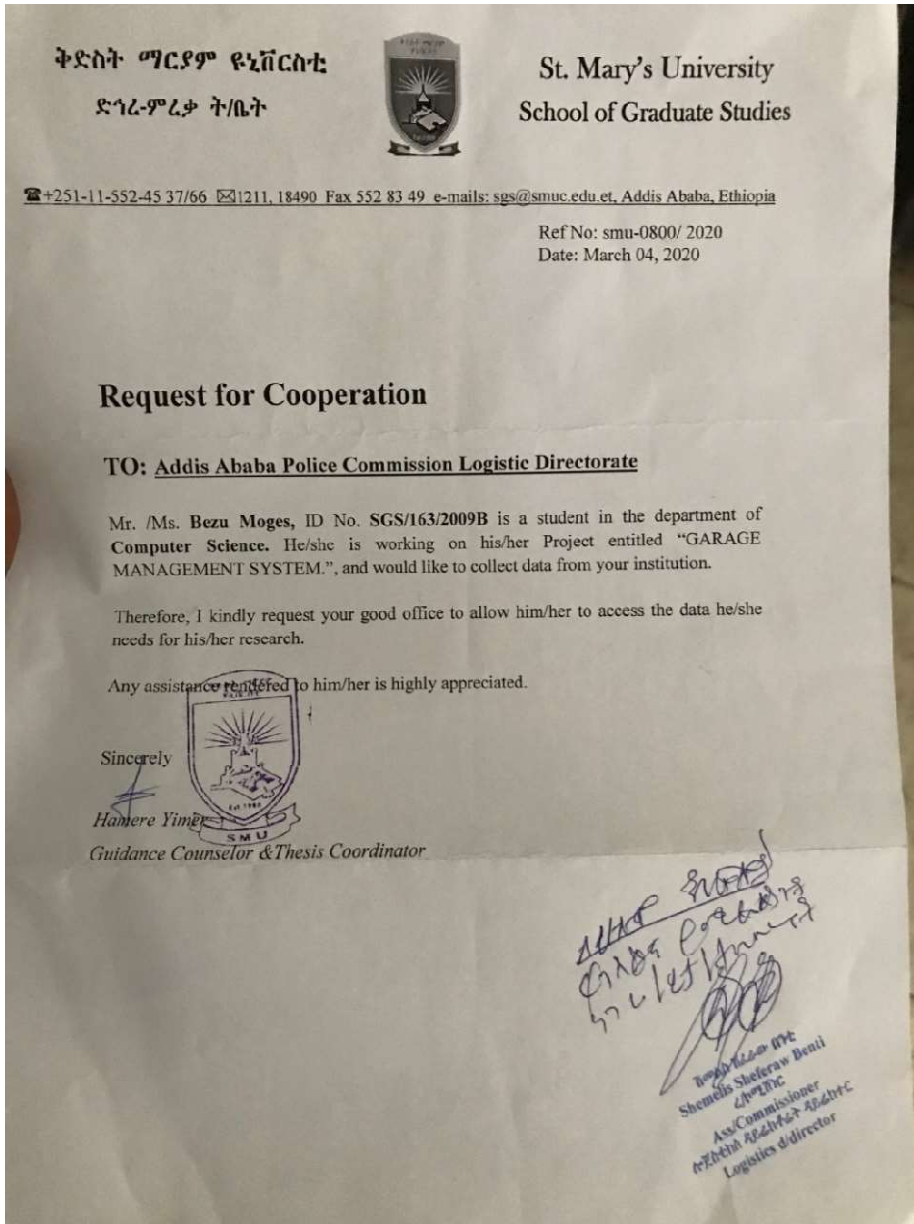 ቅድስት ማርያም ዩኒቨርስቲ
ድኅረ-ምረቃ ት/ቤት
St. Mary's University
School of Graduate Studies
☎+251-11-552-45 37/66 ✉1211, 18490 Fax 552 83 49 e-mails: sgs@smuc.edu.et, Addis Ababa, Ethiopia
Ref No: smu-0800/ 2020
Date: March 04, 2020
Request for Cooperation
TO: Addis Ababa Police Commission Logistic Directorate
Mr. /Ms. Bezu Moges, ID No. SGS/163/2009B is a student in the department of
Computer Science. He/she is working on his/her Project entitled “GARAGE
MANAGEMENT SYSTEM.”, and would like to collect data from your institution.
Therefore, I kindly request your good office to allow him/her to access the data he/she
needs for his/her research.
Any assistance rendered to him/her is highly appreciated.
Sincerely
Hamere Yimer
Est 1998
SMU
Guidance Counselor &Thesis Coordinator
Shemelis Sheferaw Benti
Ass/Commissioner
ሎጂስቲክስ ዳይሬክቶሬት ዳይሬክተር
Logistics d/director